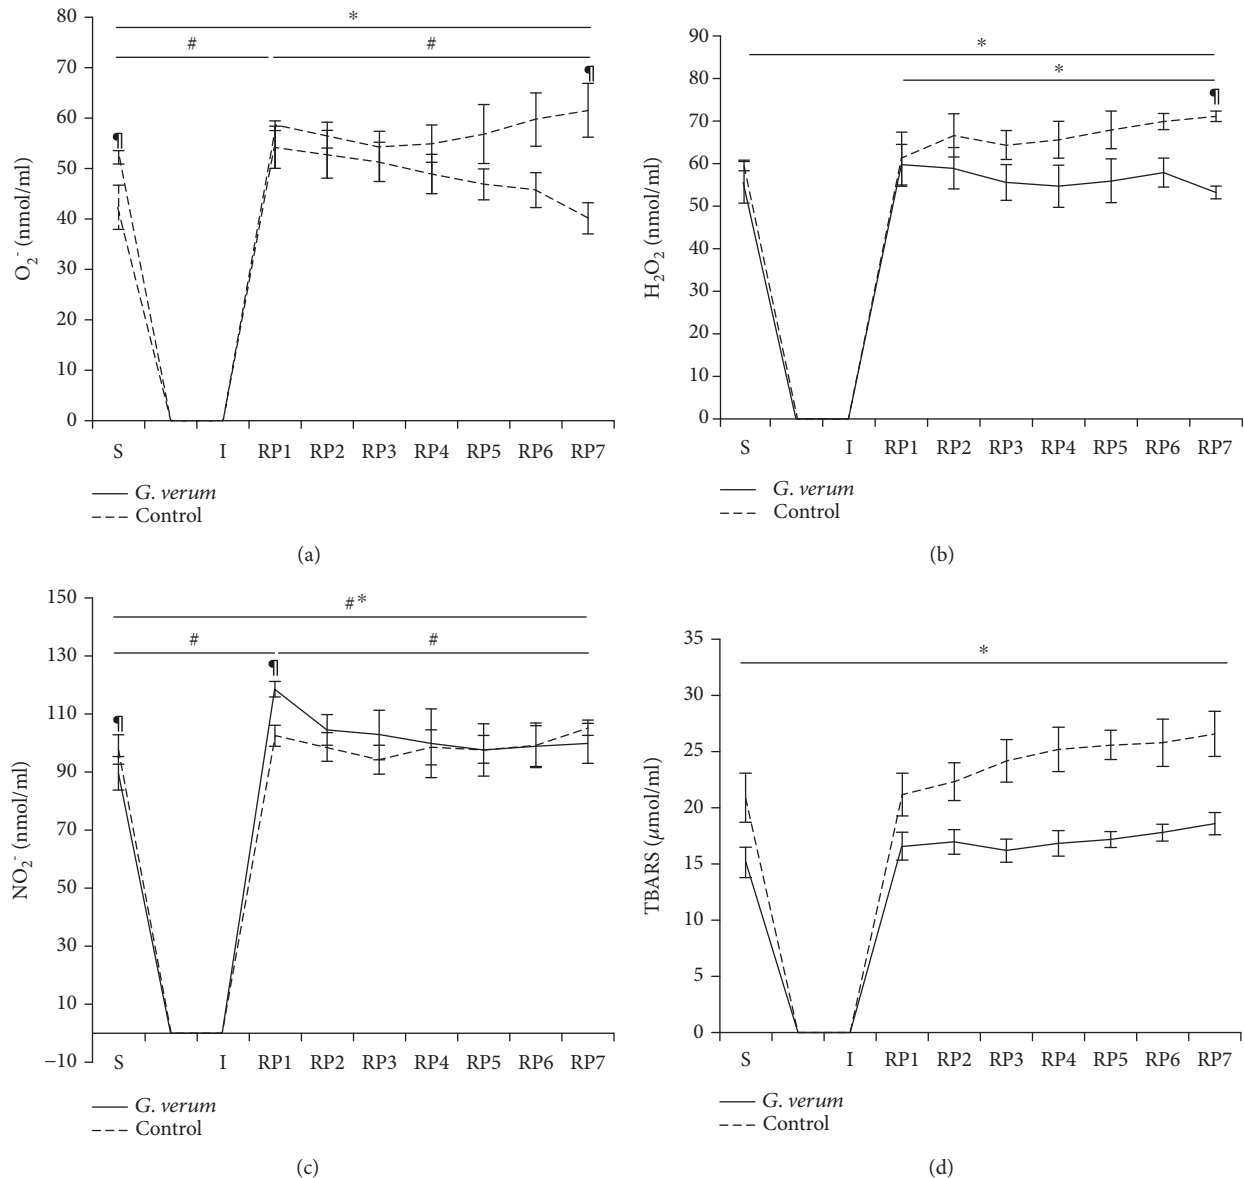 80
70
60
50
40
30
20
10
0
O2- (nmol/ml)
*
# #
¶ ¶
S I RP1 RP2 RP3 RP4 RP5 RP6 RP7
G. verum
Control
(a)
90
80
70
60
50
40
30
20
10
0
H2O2 (nmol/ml)
*
*
¶
S I RP1 RP2 RP3 RP4 RP5 RP6 RP7
G. verum
Control
(b)
150
130
110
90
70
50
30
10
−10
NO2- (nmol/ml)
#*
# #
¶ ¶
S I RP1 RP2 RP3 RP4 RP5 RP6 RP7
G. verum
Control
(c)
35
30
25
20
15
10
5
0
TBARS (μmol/ml)
*
S I RP1 RP2 RP3 RP4 RP5 RP6 RP7
G. verum
Control
(d)